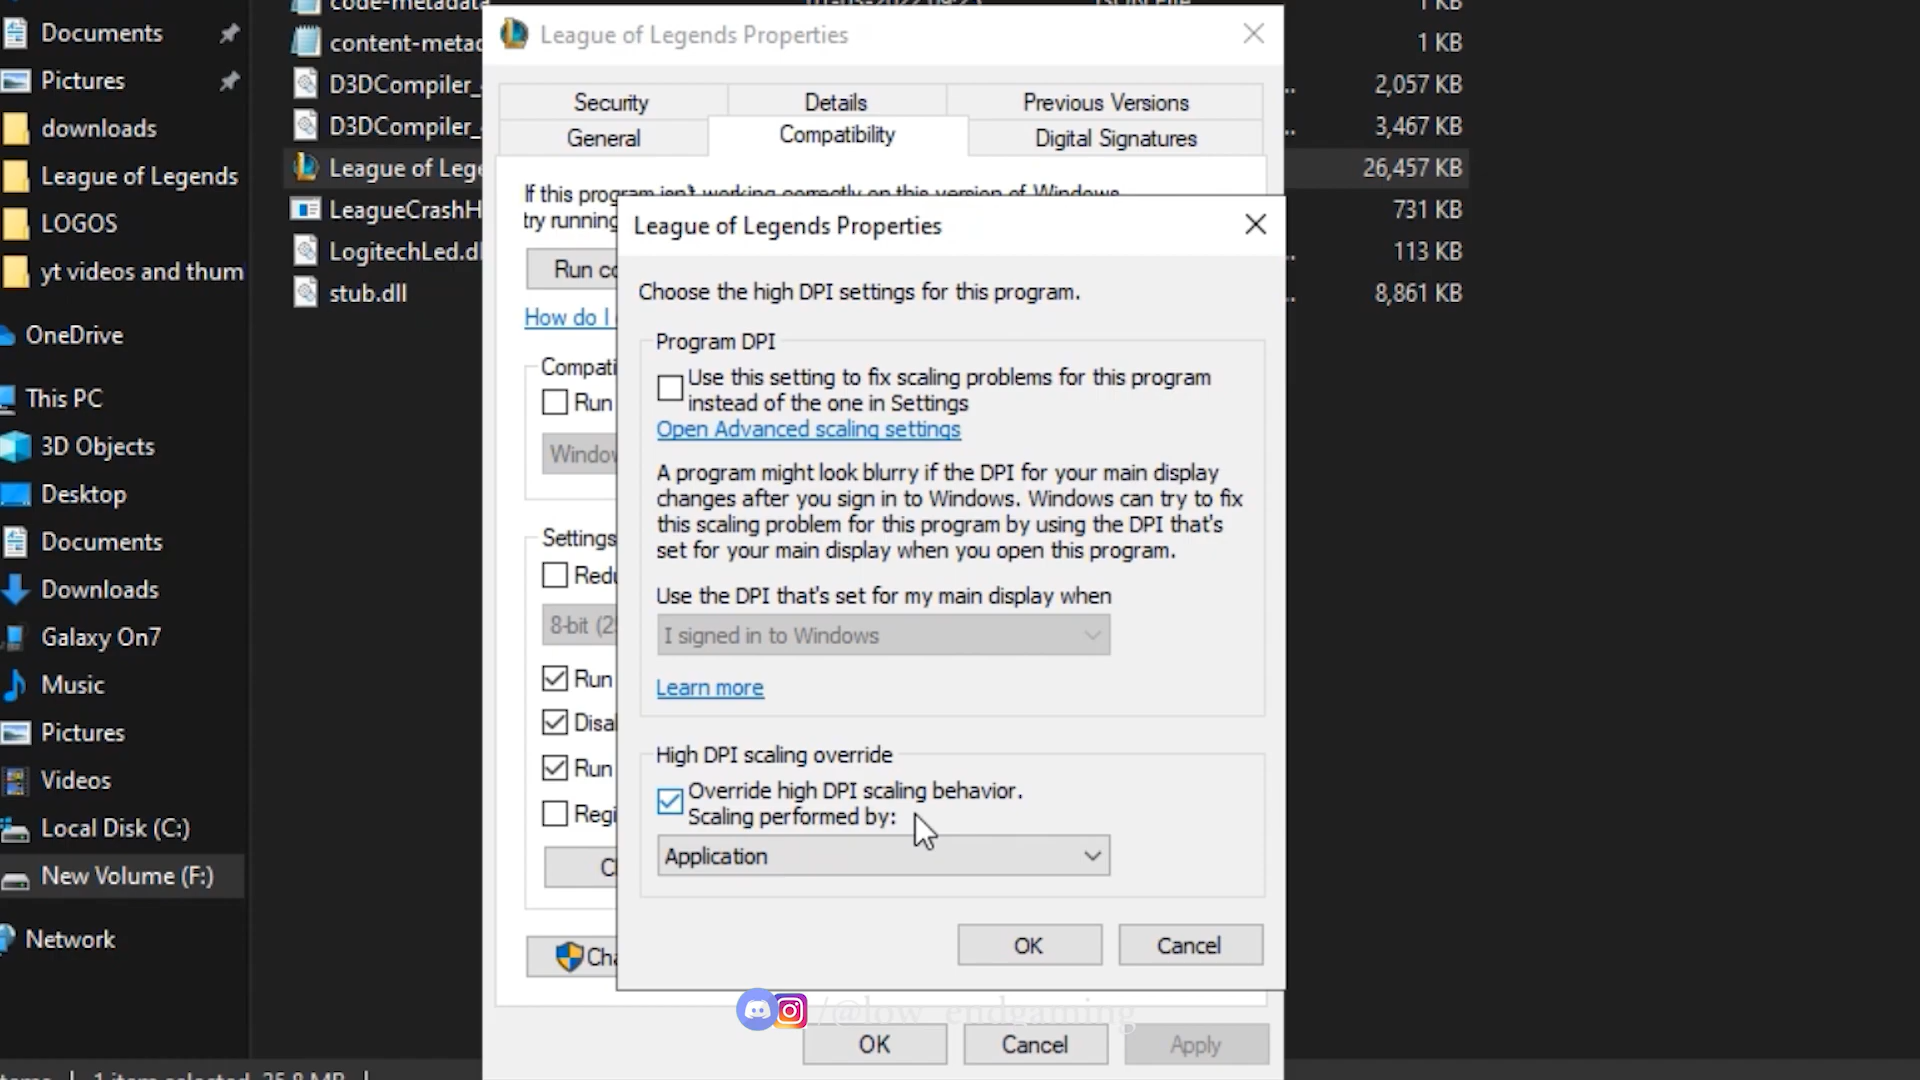 code-metadata
1 KB
Documents
content-metad
1 KB
Pictures
D3DCompiler_
2,057 KB
downloads
D3DCompiler_
3,467 KB
League of Legends
League of Lege
26,457 KB
LOGOS
LeagueCrashH
731 KB
yt videos and thum
LogitechLed.dl
113 KB
stub.dll
8,861 KB
OneDrive
This PC
3D Objects
Desktop
Documents
Downloads
Galaxy On7
Music
Pictures
Videos
Local Disk (C:)
New Volume (F:)
Network
1 item selected 25.8 MB
League of Legends Properties
Security
Details
Previous Versions
General
Compatibility
Digital Signatures
If this program isn't working correctly on this version of Windows,
try running
Run co
How do I
Compati
Run
Window
Settings
Redu
8-bit (25
Run
Disa
Run
Regi
Cha
League of Legends Properties
Choose the high DPI settings for this program.
Program DPI
Use this setting to fix scaling problems for this program
instead of the one in Settings
Open Advanced scaling settings
A program might look blurry if the DPI for your main display
changes after you sign in to Windows. Windows can try to fix
this scaling problem for this program by using the DPI that's
set for your main display when you open this program.
Use the DPI that's set for my main display when
I signed in to Windows
Learn more
High DPI scaling override
Override high DPI scaling behavior.
Scaling performed by:
Application
OK
Cancel
/@low_endgaming
OK
Cancel
Apply